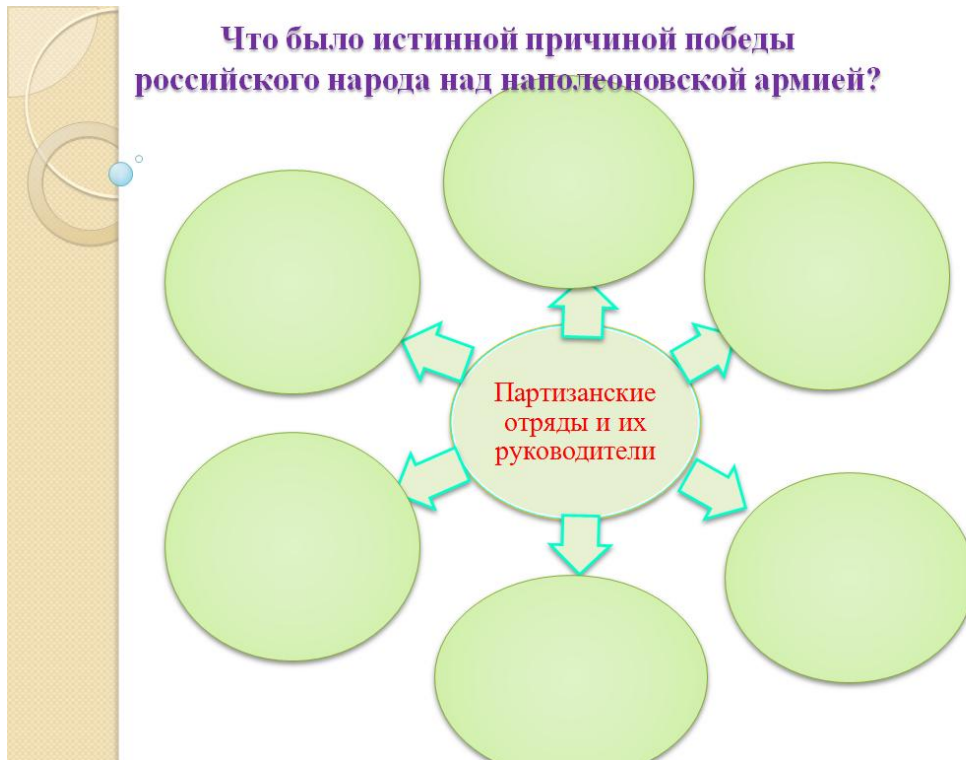 Что было истинной причиной победы
российского народа над наполеоновской армией?
Партизанские
отряды и их
руководители